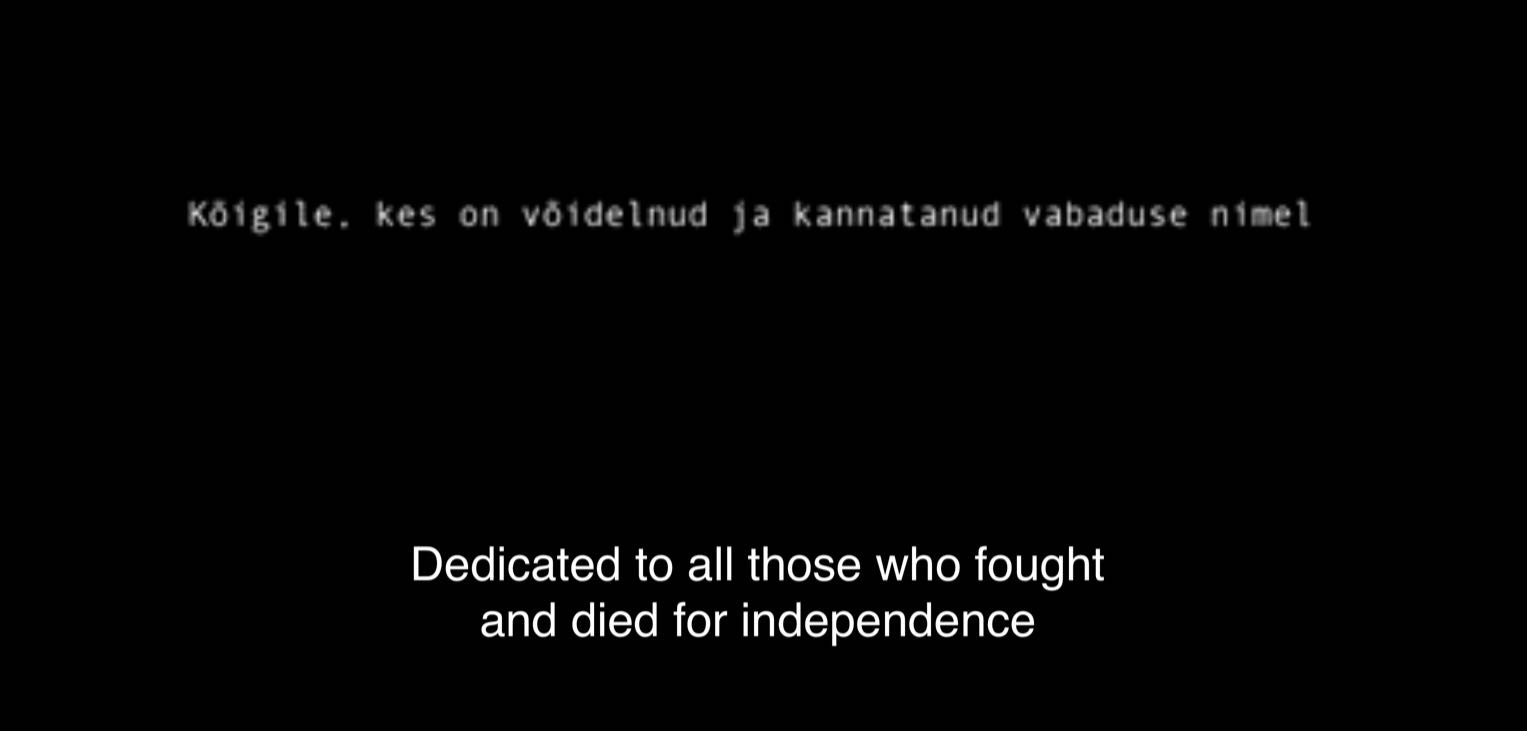 Kõigile, kes on võidelnud ja kannatanud vabaduse nimel
Dedicated to all those who fought
and died for independence